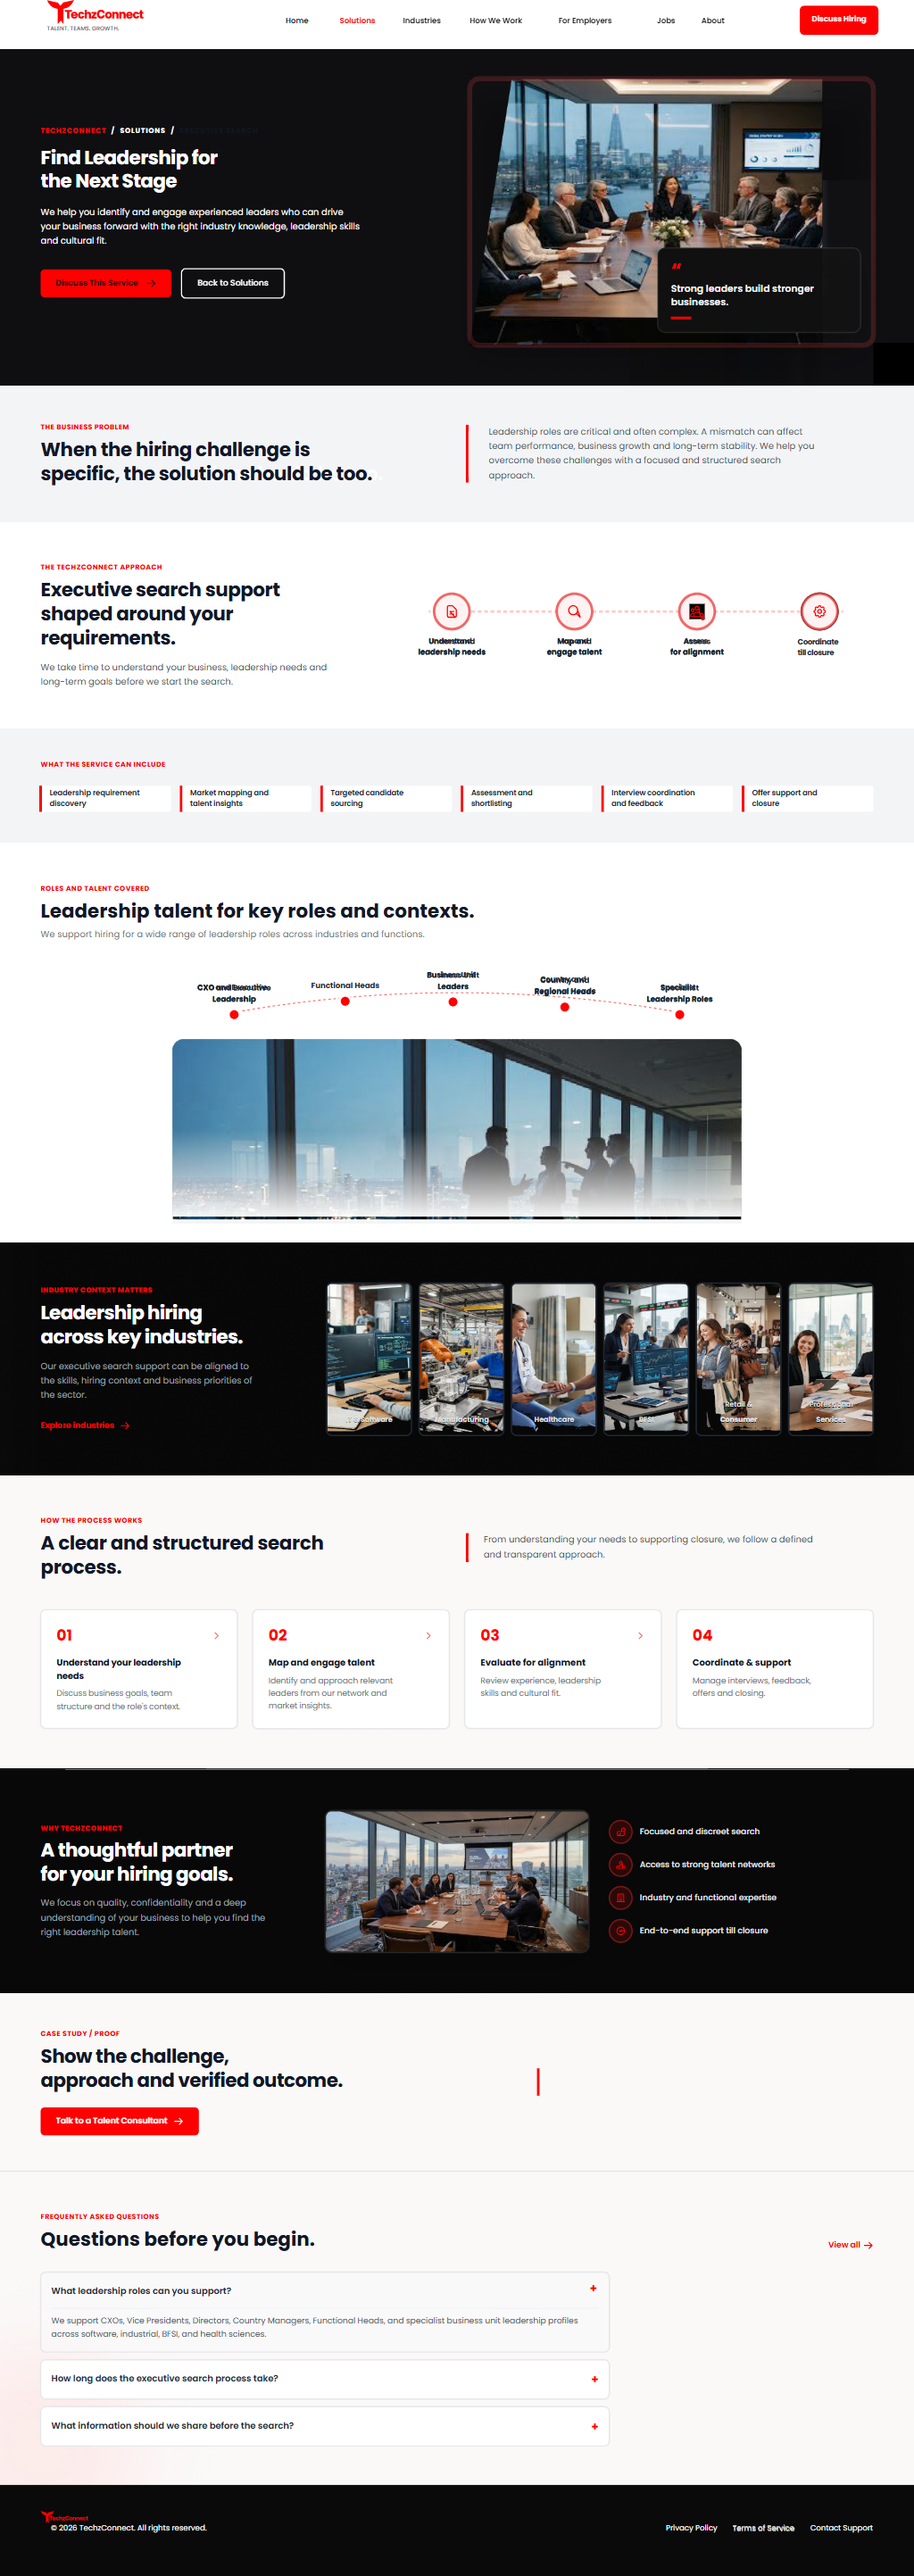 TechzConnect
TALENT. TEAMS. GROWTH.
Home
Solutions
Industries
How We Work
For Employers
Jobs
About
Discuss Hiring
TECHZCONNECT / SOLUTIONS /
Find Leadership for
the Next Stage
We help you identify and engage experienced leaders who can drive
your business forward with the right industry knowledge, leadership skills
and cultural fit.
Discuss This Service →
Back to Solutions
"
Strong leaders build stronger
businesses.
THE BUSINESS PROBLEM
When the hiring challenge is
specific, the solution should be too.
Leadership roles are critical and often complex. A mismatch can affect
team performance, business growth and long-term stability. We help you
overcome these challenges with a focused and structured search
approach.
THE TECHZCONNECT APPROACH
Executive search support
shaped around your
requirements.
We take time to understand your business, leadership needs and
long-term goals before we start the search.
Understand
leadership needs
Map and
engage talent
Assess
for alignment
Coordinate
till closure
WHAT THE SERVICE CAN INCLUDE
Leadership requirement
discovery
Market mapping and
talent insights
Targeted candidate
sourcing
Assessment and
shortlisting
Interview coordination
and feedback
Offer support and
closure
ROLES AND TALENT COVERED
Leadership talent for key roles and contexts.
We support hiring for a wide range of leadership roles across industries and functions.
CXO and Executive
Leadership
Functional Heads
Business Unit
Leaders
Country and
Regional Heads
Specialist
Leadership Roles
INDUSTRY CONTEXT MATTERS
Leadership hiring
across key industries.
Our executive search support can be aligned to
the skills, hiring context and business priorities of
the sector.
Explore industries →
Software
Manufacturing
Healthcare
BFSI
Retail &
Consumer
Professional
Services
HOW THE PROCESS WORKS
A clear and structured search
process.
From understanding your needs to supporting closure, we follow a defined
and transparent approach.
01
Understand your leadership
needs
Discuss business goals, team
structure and the role's context.
02
Map and engage talent
Identify and approach relevant
leaders from our network and
market insights.
03
Evaluate for alignment
Review experience, leadership
skills and cultural fit.
04
Coordinate & support
Manage interviews, feedback,
offers and closing.
WHY TECHZCONNECT
A thoughtful partner
for your hiring goals.
We focus on quality, confidentiality and a deep
understanding of your business to help you find the
right leadership talent.
Focused and discreet search
Access to strong talent networks
Industry and functional expertise
End-to-end support till closure
CASE STUDY / PROOF
Show the challenge,
approach and verified outcome.
Talk to a Talent Consultant →
FREQUENTLY ASKED QUESTIONS
Questions before you begin.
View all →
What leadership roles can you support?
+
We support CXOs, Vice Presidents, Directors, Country Managers, Functional Heads, and specialist business unit leadership profiles
across software, industrial, BFSI, and health sciences.
How long does the executive search process take?
+
What information should we share before the search?
+
TechzConnect
© 2026 TechzConnect. All rights reserved.
Privacy Policy
Terms of Service
Contact Support